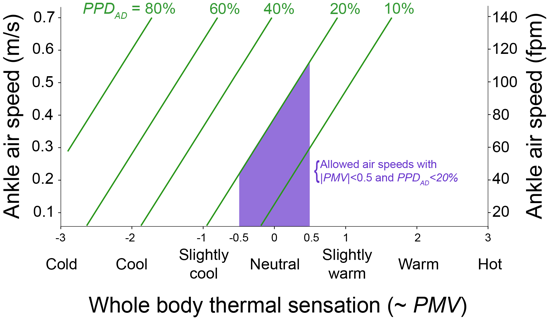 PPD_AD = 80% 60% 40% 20% 10%
Ankle air speed (m/s)
0.7
0.6
0.5
0.4
0.3
0.2
0.1
Allowed air speeds with
|PMV|<0.5 and PPD_AD<20%
140
120
100
80
60
40
20
Ankle air speed (fpm)
-3 -2 -1 -0.5 0 0.5 1 2 3
Cold Cool Slightly cool Neutral Slightly warm Warm Hot
Whole body thermal sensation (~ PMV)